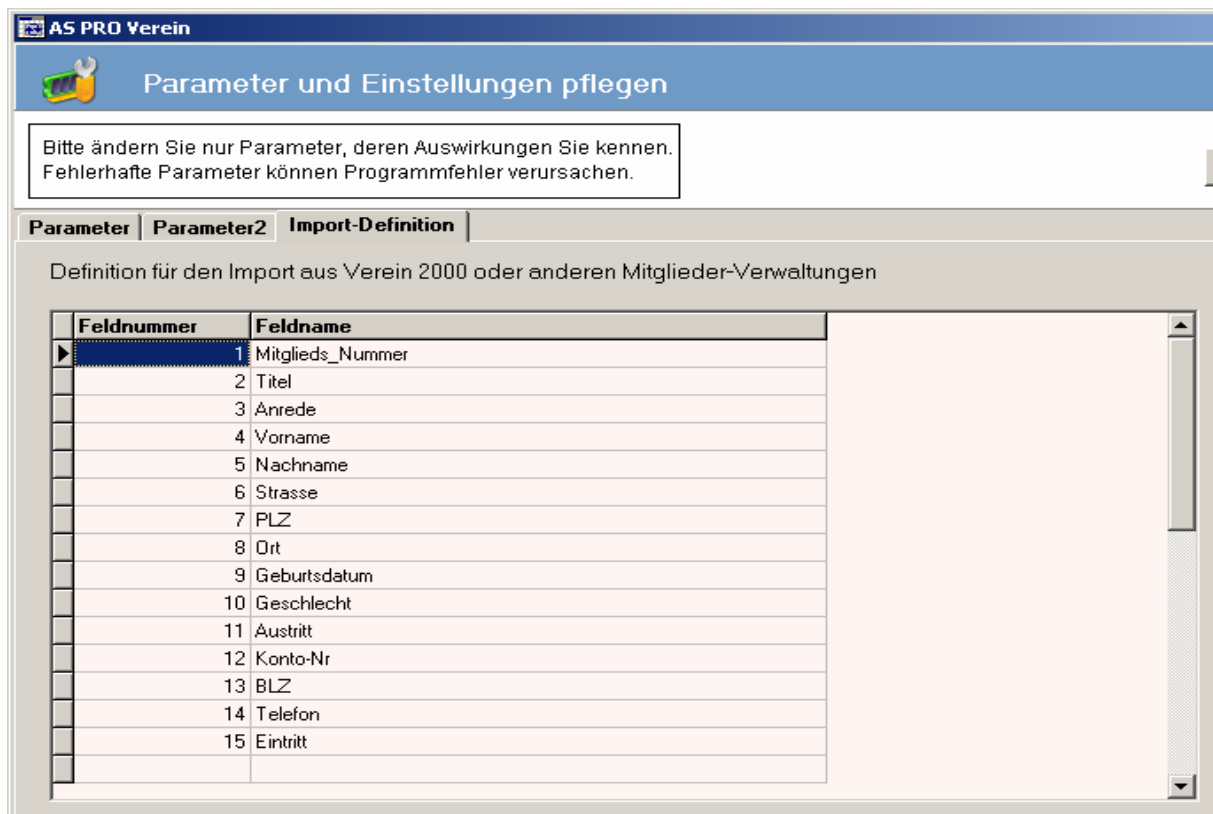 AS PRO Verein
Parameter und Einstellungen pflegen
Bitte ändern Sie nur Parameter, deren Auswirkungen Sie kennen.
Fehlerhafte Parameter können Programmfehler verursachen.
Parameter Parameter2 Import-Definition
Definition für den Import aus Verein 2000 oder anderen Mitglieder-Verwaltungen
Feldnummer Feldname
1 Mitglieds_Nummer
2 Titel
3 Anrede
4 Vorname
5 Nachname
6 Strasse
7 PLZ
8 Ort
9 Geburtsdatum
10 Geschlecht
11 Austritt
12 Konto-Nr
13 BLZ
14 Telefon
15 Eintritt